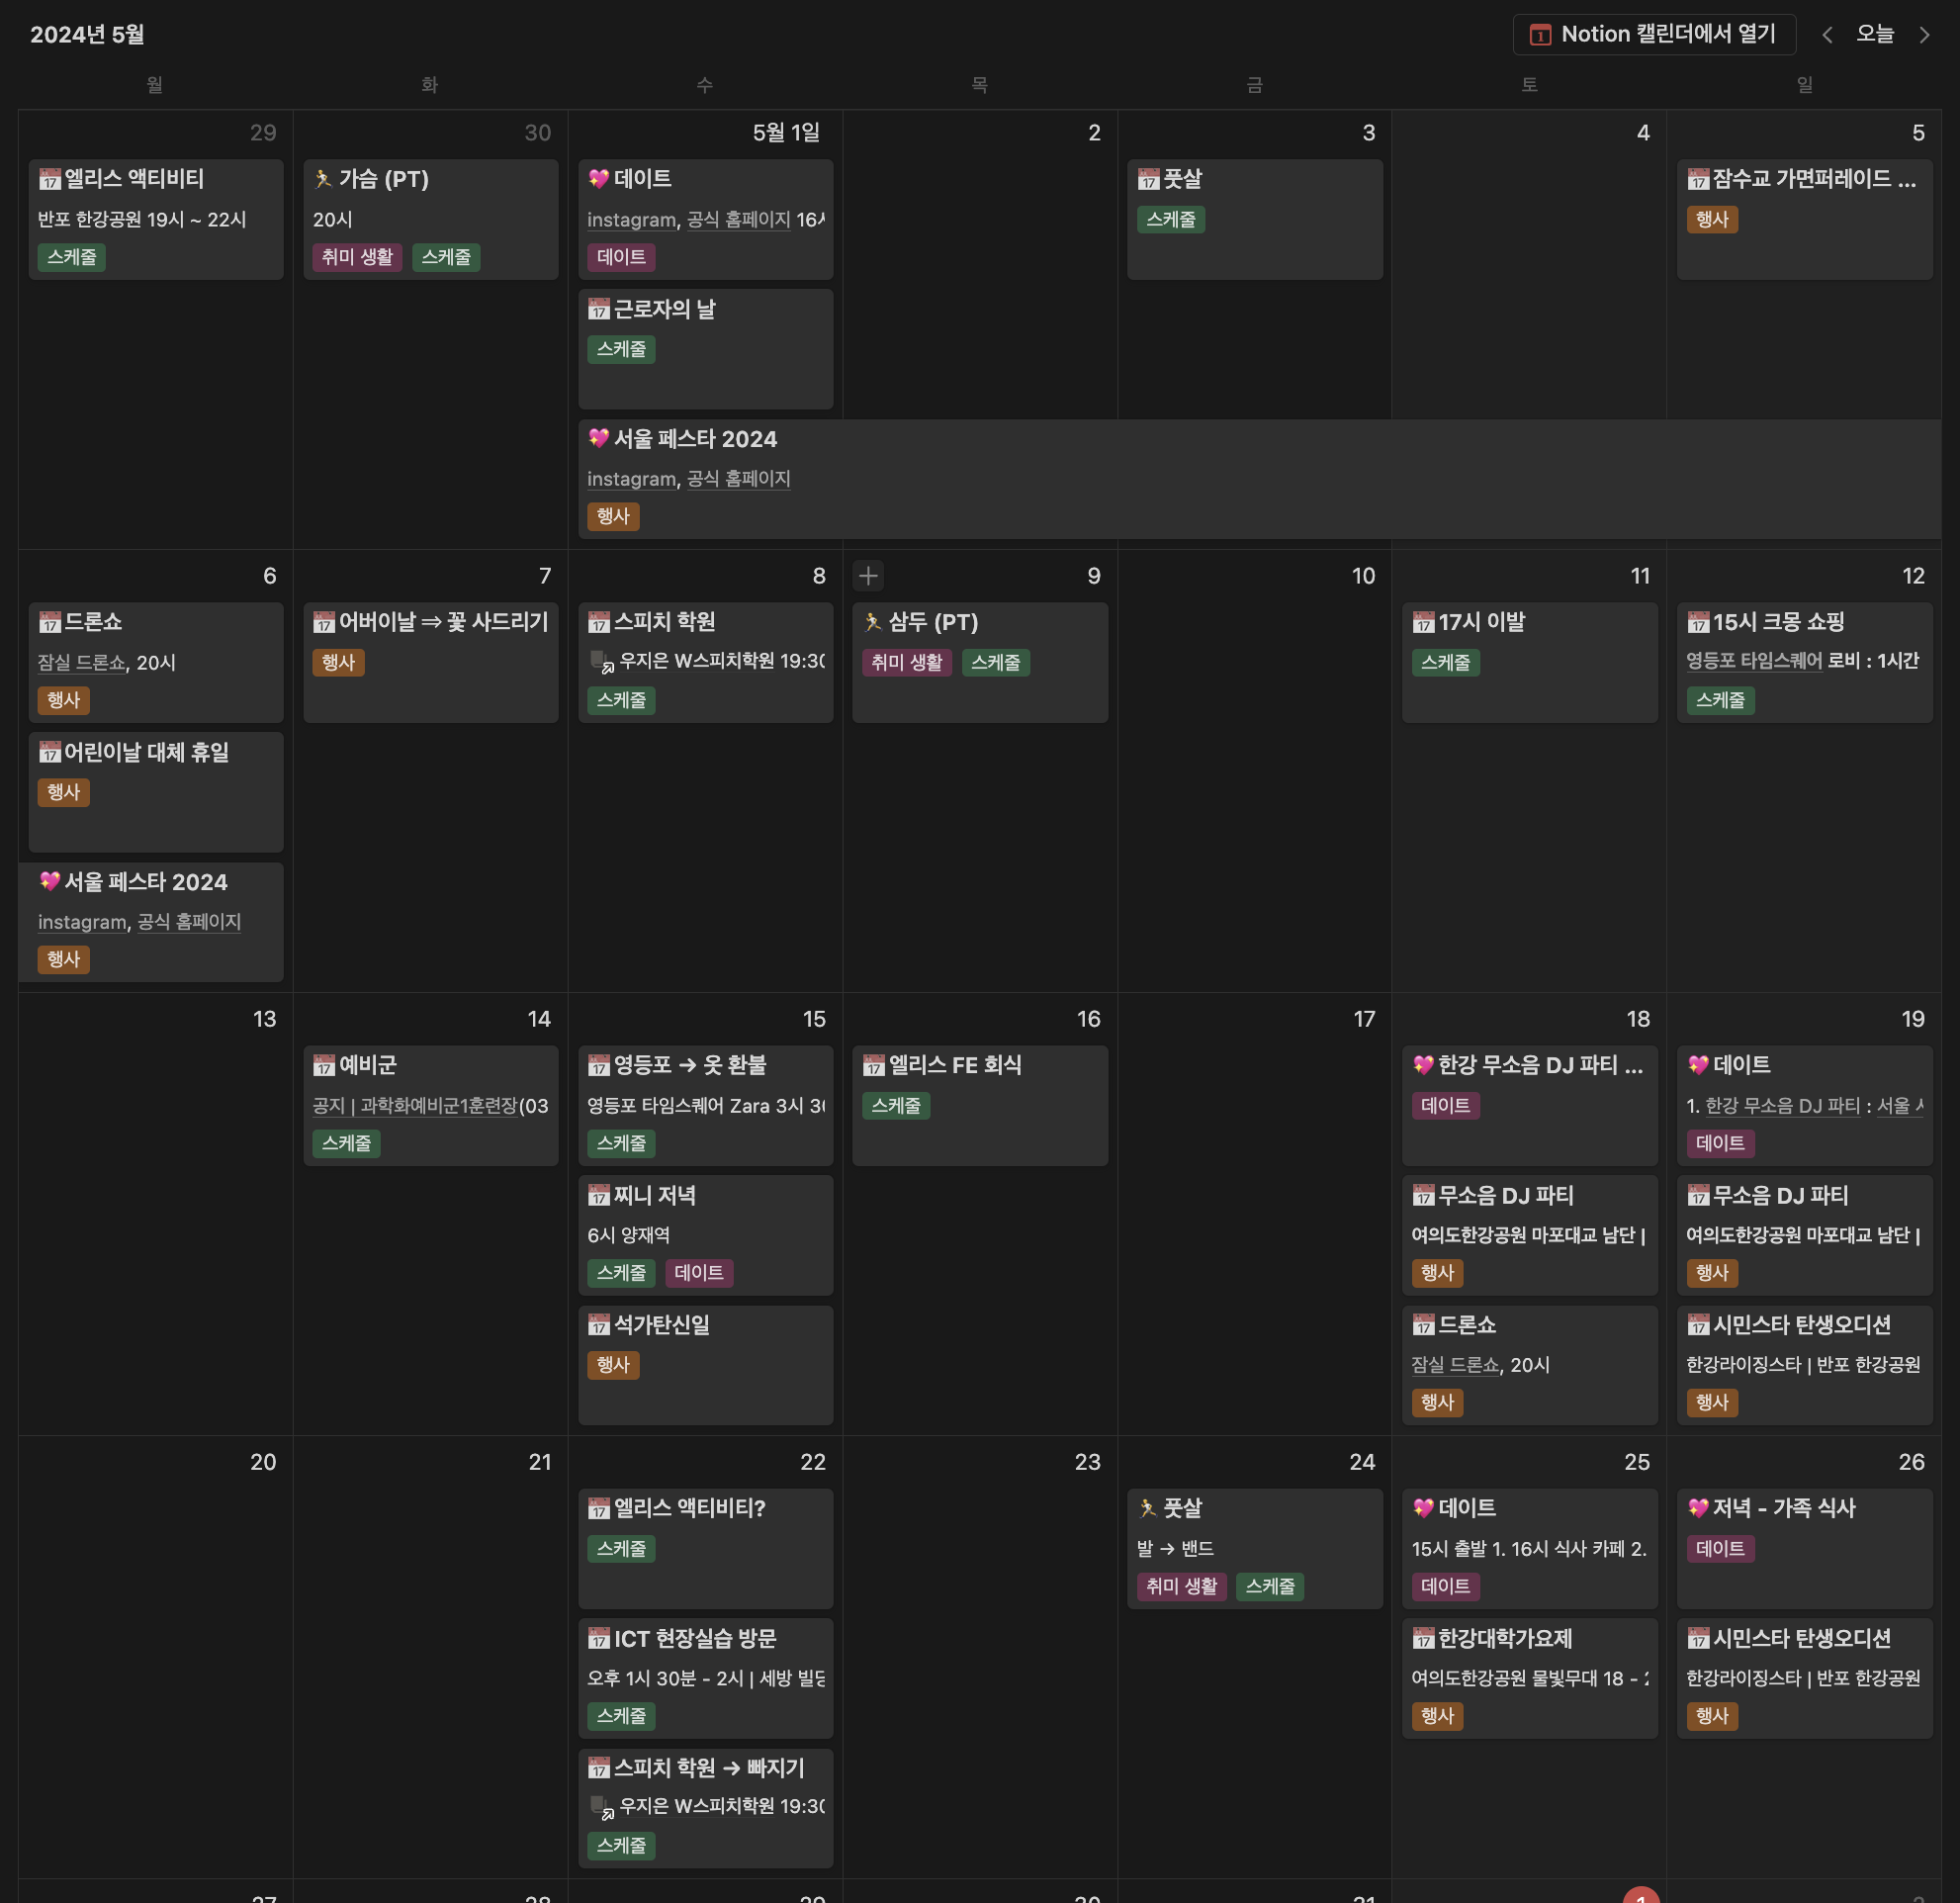 2024년 5월
Notion 캘린더에서 열기
오늘
월 화 수 목 금 토 일
29
엘리스 액티비티
반포 한강공원 19시 ~ 22시
스케줄
30
가슴 (PT)
20시
취미 생활 스케줄
5월 1일
데이트
instagram, 공식 홈페이지
데이트
근로자의 날
스케줄
서울 페스타 2024
instagram, 공식 홈페이지
행사
2
3
풋살
스케줄
4
5
잠수교 가면퍼레이드 ...
행사
6
드론쇼
잠실 드론쇼, 20시
행사
어린이날 대체 휴일
행사
서울 페스타 2024
instagram, 공식 홈페이지
행사
7
어버이날 ⇒ 꽃 사드리기
행사
8
스피치 학원
우지은 W스피치학원
스케줄
9
삼두 (PT)
취미 생활 스케줄
10
11
17시 이발
스케줄
12
15시 크몽 쇼핑
영등포 타임스퀘어 로비 : 1시간
스케줄
13
14
예비군
공지 | 과학화예비군1훈련장(03
스케줄
15
영등포 → 옷 환불
영등포 타임스퀘어 Zara 3시
스케줄
찌니 저녁
6시 양재역
스케줄 데이트
석가탄신일
행사
16
엘리스 FE 회식
스케줄
17
18
한강 무소음 DJ 파티 ...
데이트
무소음 DJ 파티
여의도한강공원 마포대교 남단 |
행사
드론쇼
잠실 드론쇼, 20시
행사
19
데이트
1. 한강 무소음 DJ 파티 : 서울
데이트
무소음 DJ 파티
여의도한강공원 마포대교 남단 |
행사
시민스타 탄생오디션
한강라이징스타 | 반포 한강공원
행사
20
21
22
엘리스 액티비티?
스케줄
ICT 현장실습 방문
오후 1시 30분 - 2시 | 세방
스케줄
스피치 학원 → 빠지기
우지은 W스피치학원
스케줄
23
24
풋살
발 → 밴드
취미 생활 스케줄
25
데이트
15시 출발 1. 16시 식사 카페 2.
데이트
한강대학가요제
여의도한강공원 물빛무대 18 -
행사
26
저녁 - 가족 식사
데이트
시민스타 탄생오디션
한강라이징스타 | 반포 한강공원
행사